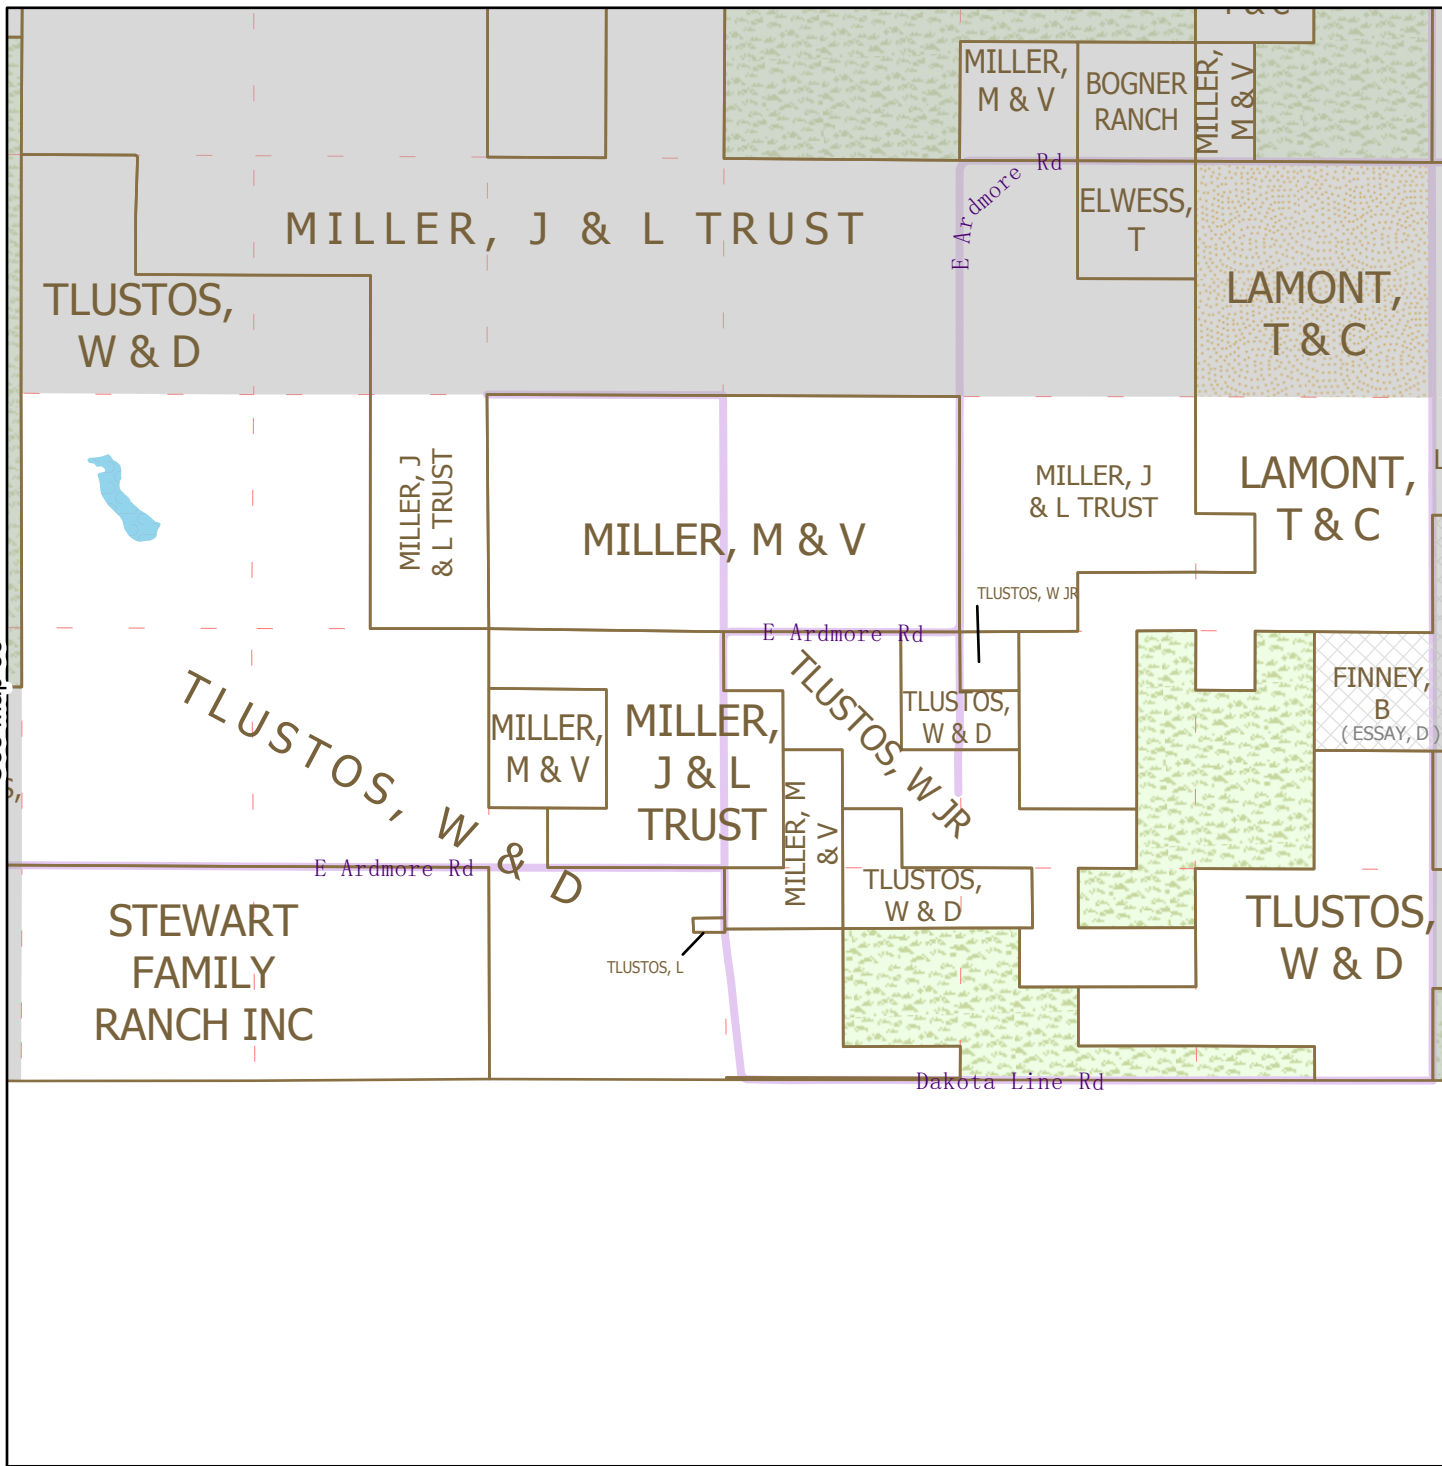 T & C
MILLER,
M & V
BOGNER
RANCH
MILLER,
M & V
E Ardmore Rd
ELWESS,
T
MILLER, J & L TRUST
LAMONT,
T & C
TLUSTOS,
W & D
MILLER, J
& L TRUST
MILLER, M & V
MILLER, J
& L TRUST
LAMONT,
T & C
TLUSTOS, W JR
E Ardmore Rd
TLUSTOS, W & D
MILLER,
M & V
MILLER,
J & L
TRUST
TLUSTOS, W JR
TLUSTOS,
W & D
FINNEY,
B
( ESSAY, D )
MILLER, M
& V
E Ardmore Rd
TLUSTOS,
W & D
STEWART
FAMILY
RANCH INC
TLUSTOS, L
TLUSTOS,
W & D
Dakota Line Rd